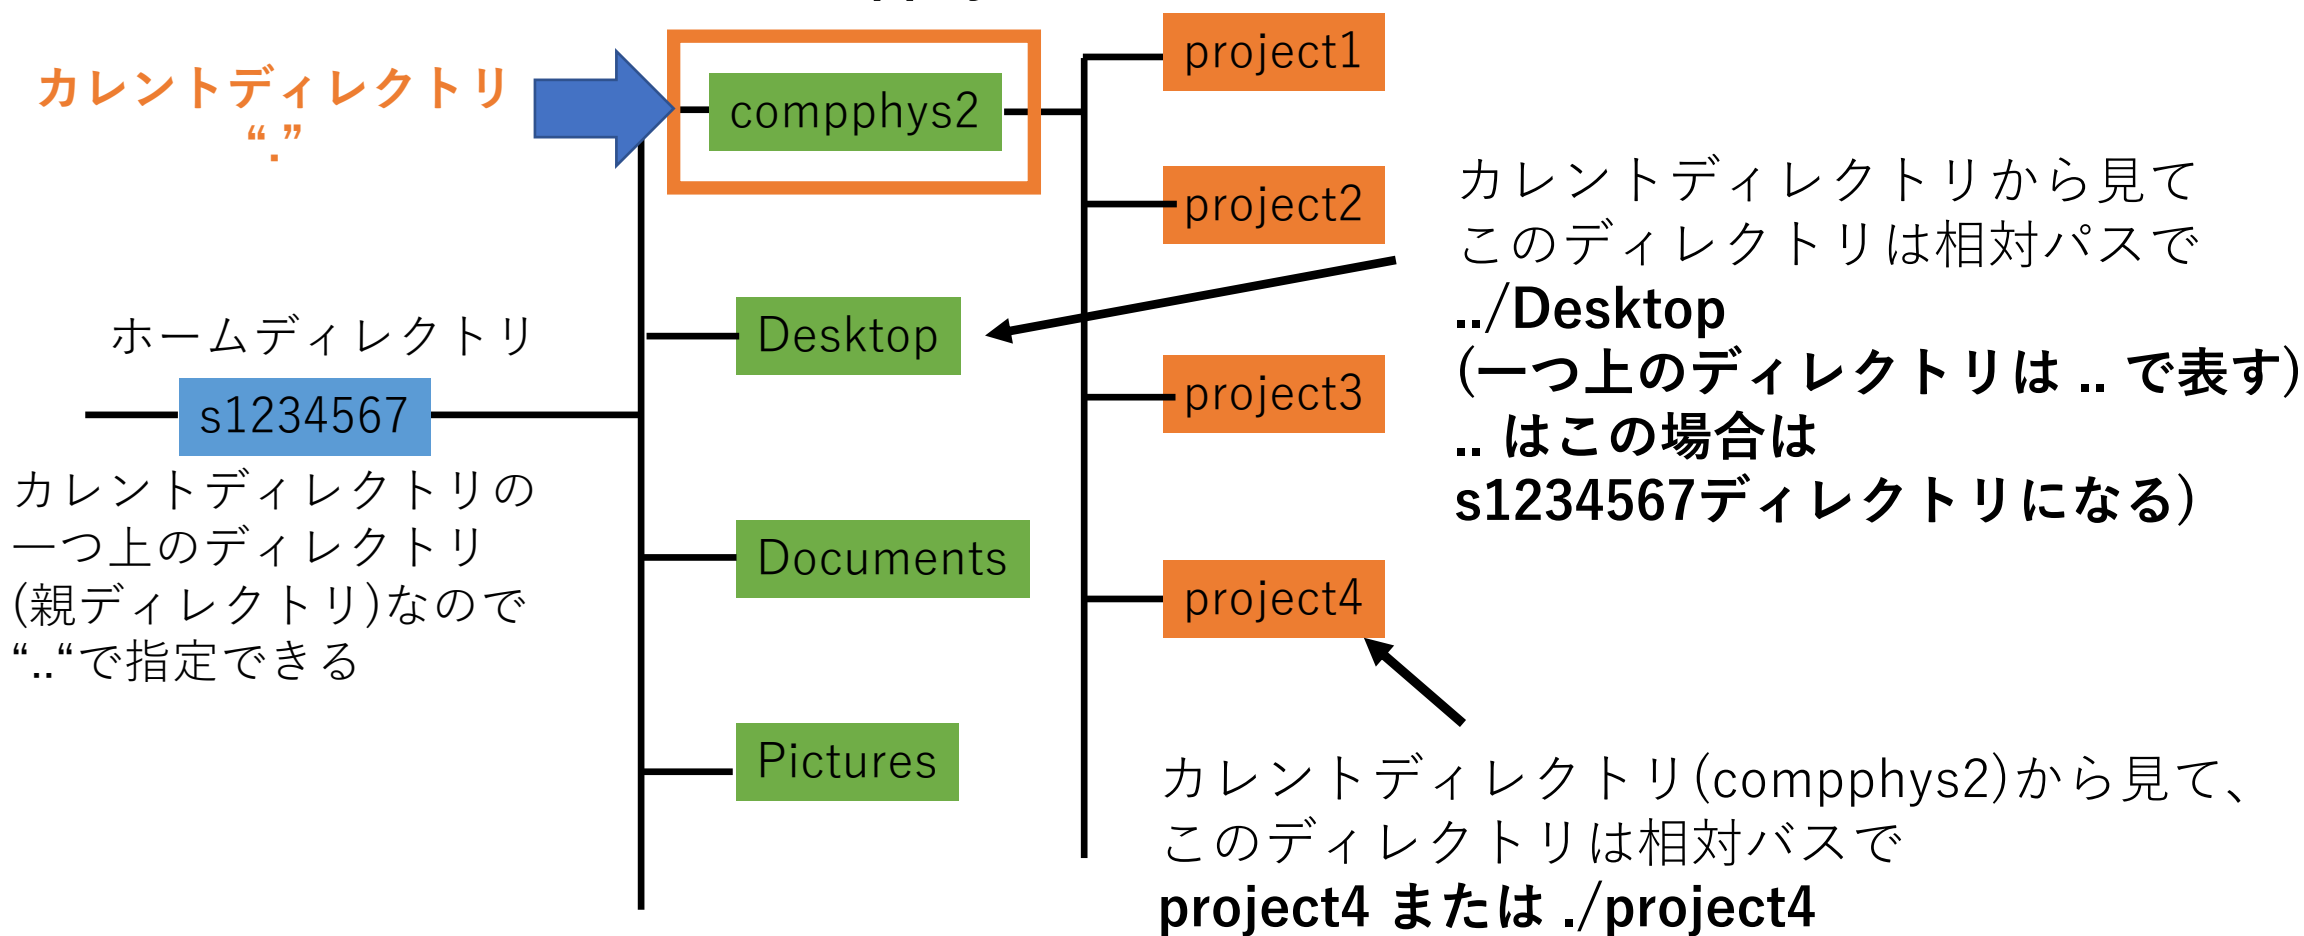 カレントディレクトリ
“.”
compphys2
project1
project2
カレントディレクトリから見て
このディレクトリは相対パスで
../Desktop
(一つ上のディレクトリは .. で表す)
.. はこの場合は
s1234567ディレクトリになる)
Desktop
project3
ホームディレクトリ
s1234567
カレントディレクトリの
一つ上のディレクトリ
(親ディレクトリ)なので
“..“で指定できる
Documents
project4
Pictures
カレントディレクトリ(compphys2)から見て、
このディレクトリは相対バスで
project4 または ./project4